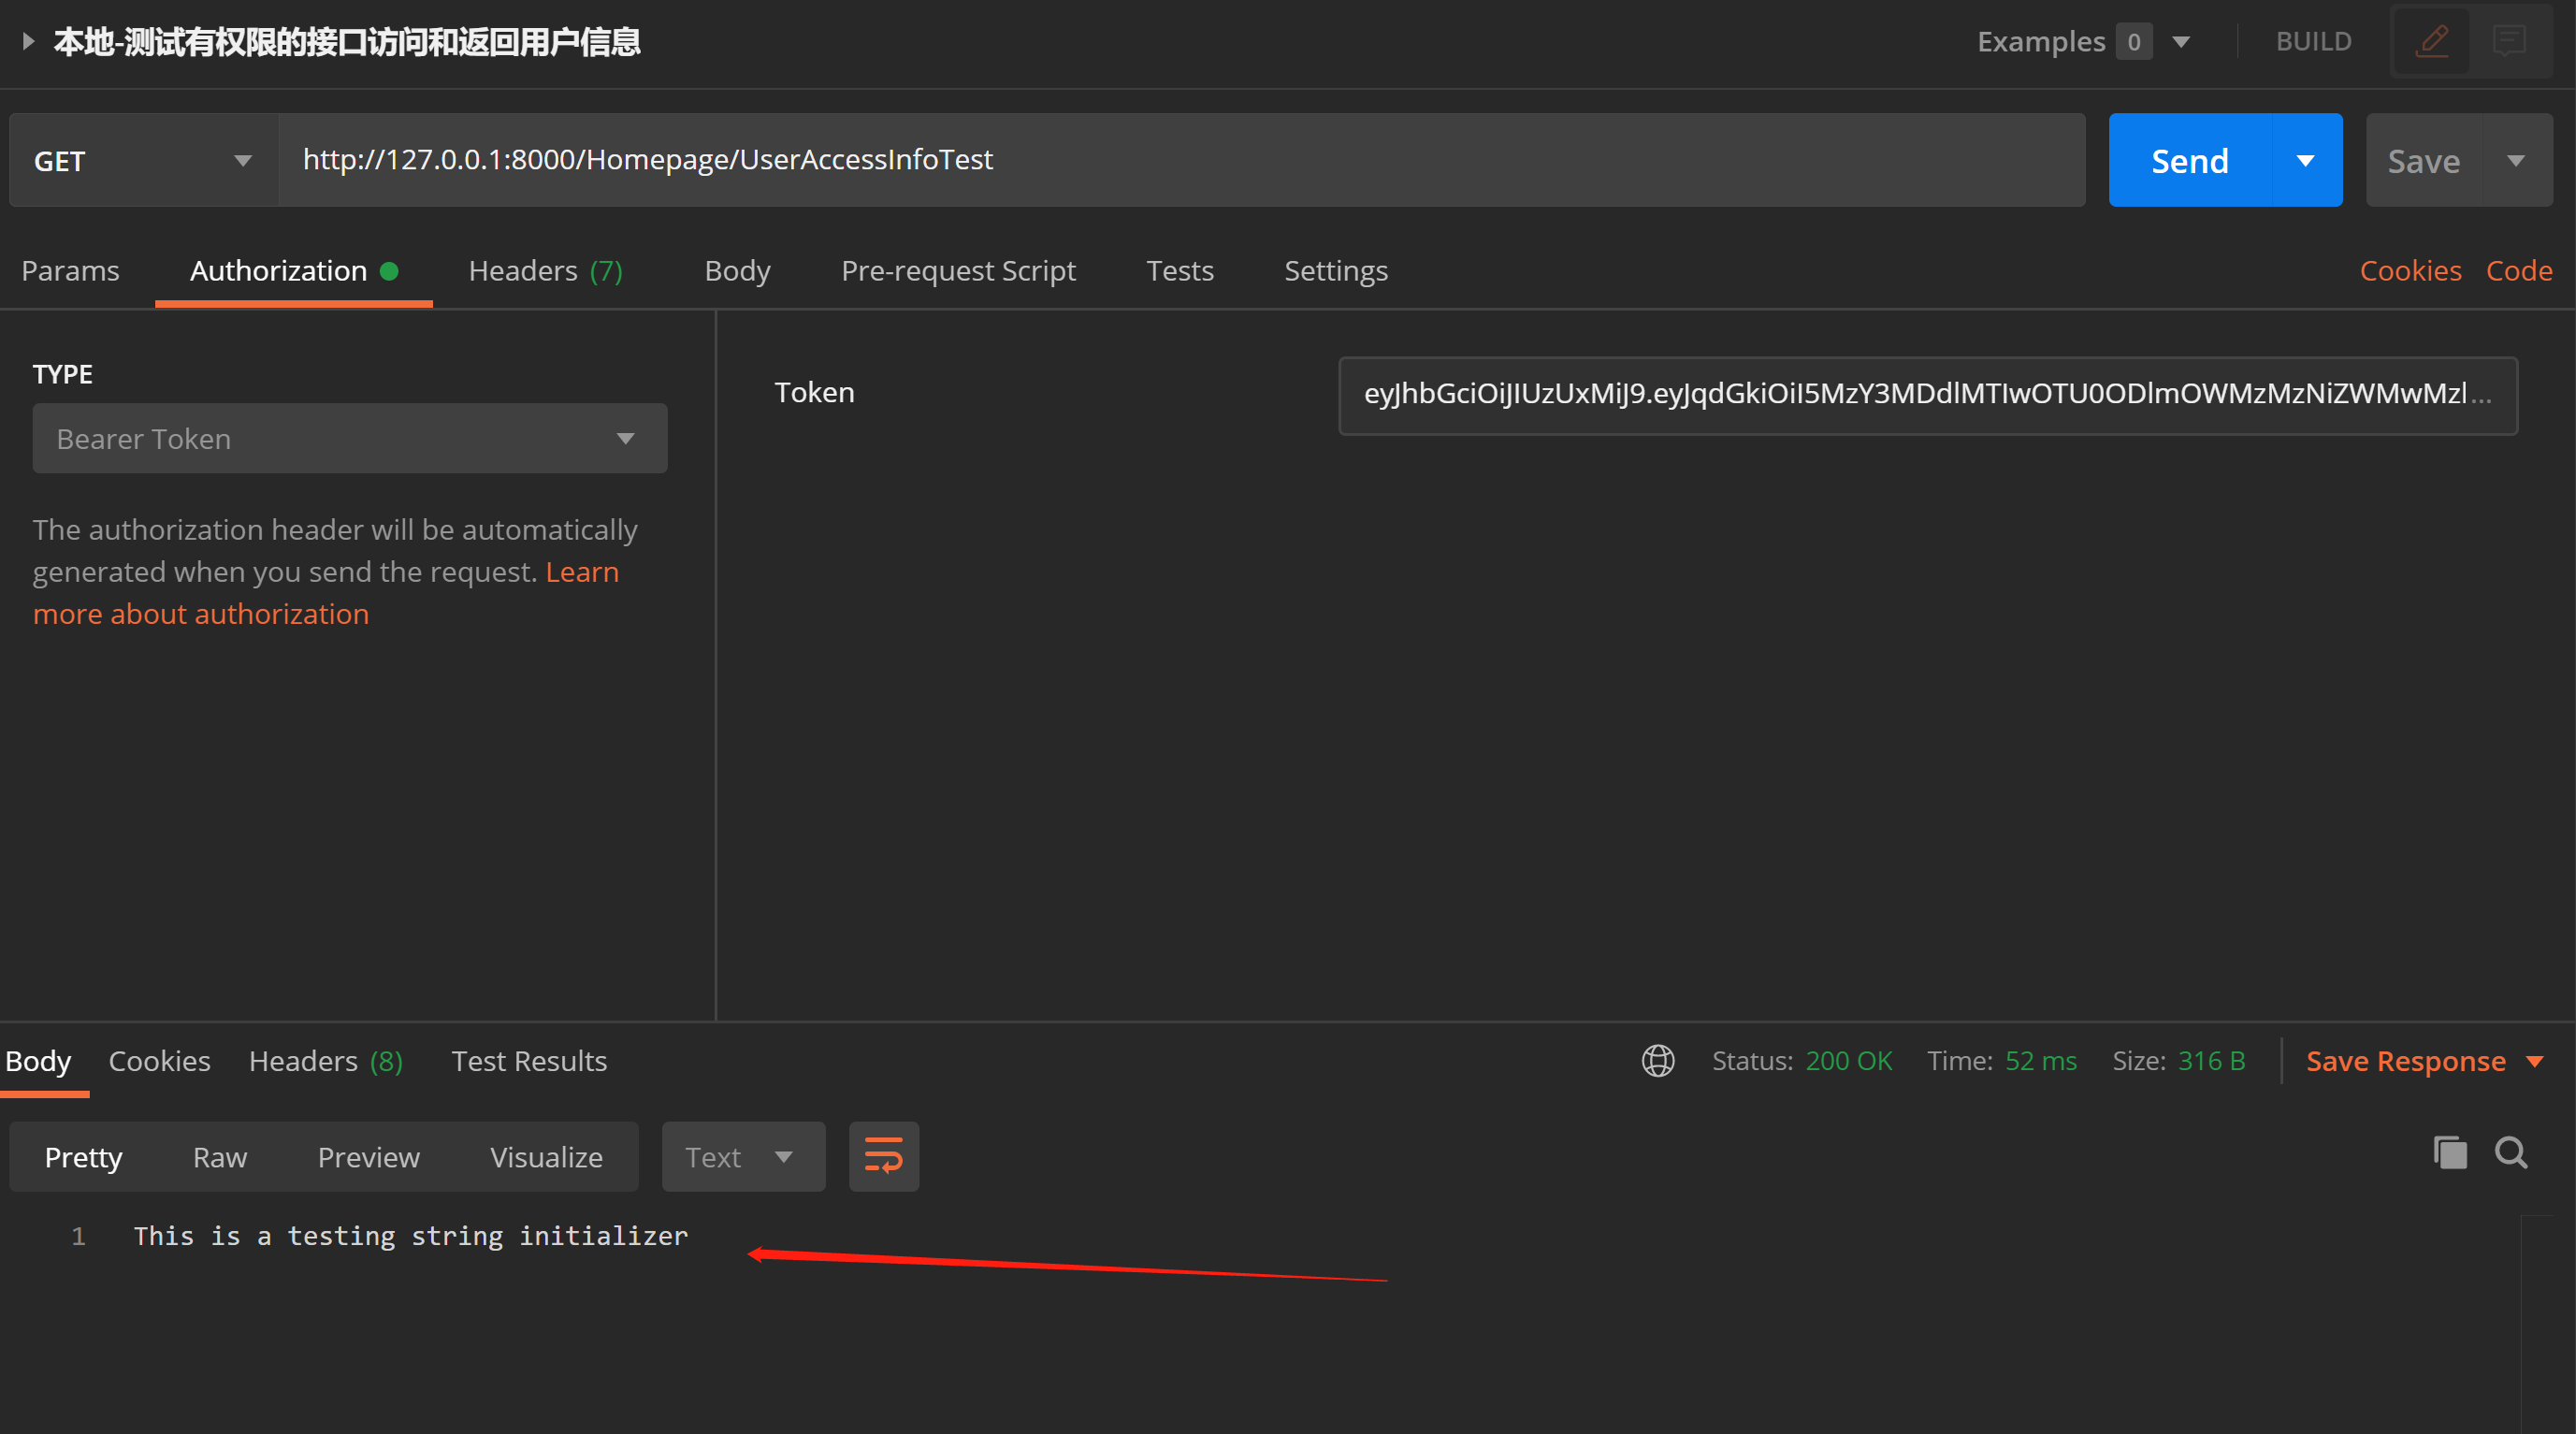 本地-测试有权限的接口访问和返回用户信息
Examples 0
BUILD
GET
http://127.0.0.1:8000/Homepage/UserAccessInfoTest
Send
Save
Params
Authorization
Headers (7)
Body
Pre-request Script
Tests
Settings
Cookies
Code
TYPE
Bearer Token
The authorization header will be automatically
generated when you send the request. Learn
more about authorization
Token
eyJhbGciOiJIUzUxMiJ9.eyJqdGkiOiI5MzY3MDdlMTIwOTU0ODlmOWMzMzNiZWMwMzl...
Body
Cookies
Headers (8)
Test Results
Status: 200 OK
Time: 52 ms
Size: 316 B
Save Response
Pretty
Raw
Preview
Visualize
Text
1 This is a testing string initializer